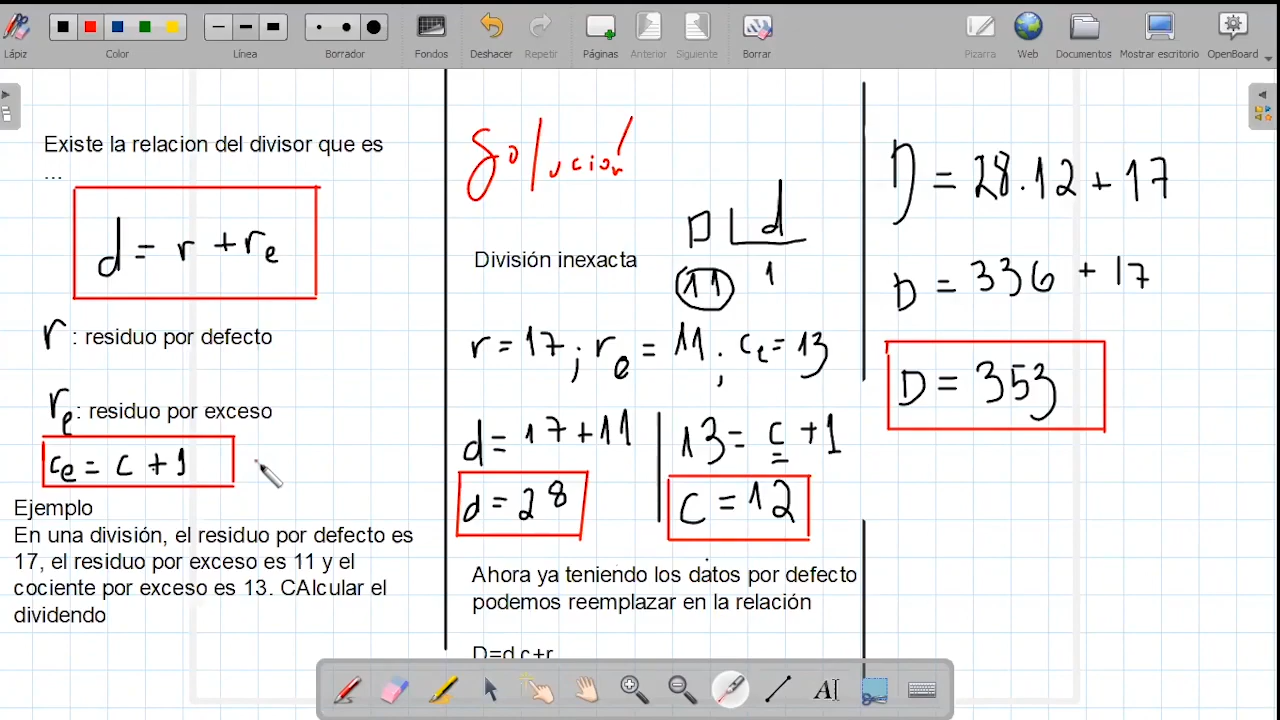 Lápiz
Color
Línea
Borrador
Fondos
Deshacer
Repetir
Páginas
Anterior
Siguiente
Borrar
Pizarra
Web
Documentos
Mostrar escritorio
OpenBoard
Existe la relacion del divisor que es
...
d = r + re
r : residuo por defecto
re : residuo por exceso
ce = c + 1
Ejemplo
En una división, el residuo por defecto es
17, el residuo por exceso es 11 y el
cociente por exceso es 13. CAlcular el
dividendo
Solución
División inexacta
D d
11 1
r = 17 ; re = 11 ; ce = 13
d = 17 + 11
d = 28
13 = c + 1
C = 12
Ahora ya teniendo los datos por defecto
podemos reemplazar en la relación
D=d.c+r
D = 28.12 + 17
D = 336 + 17
D = 353